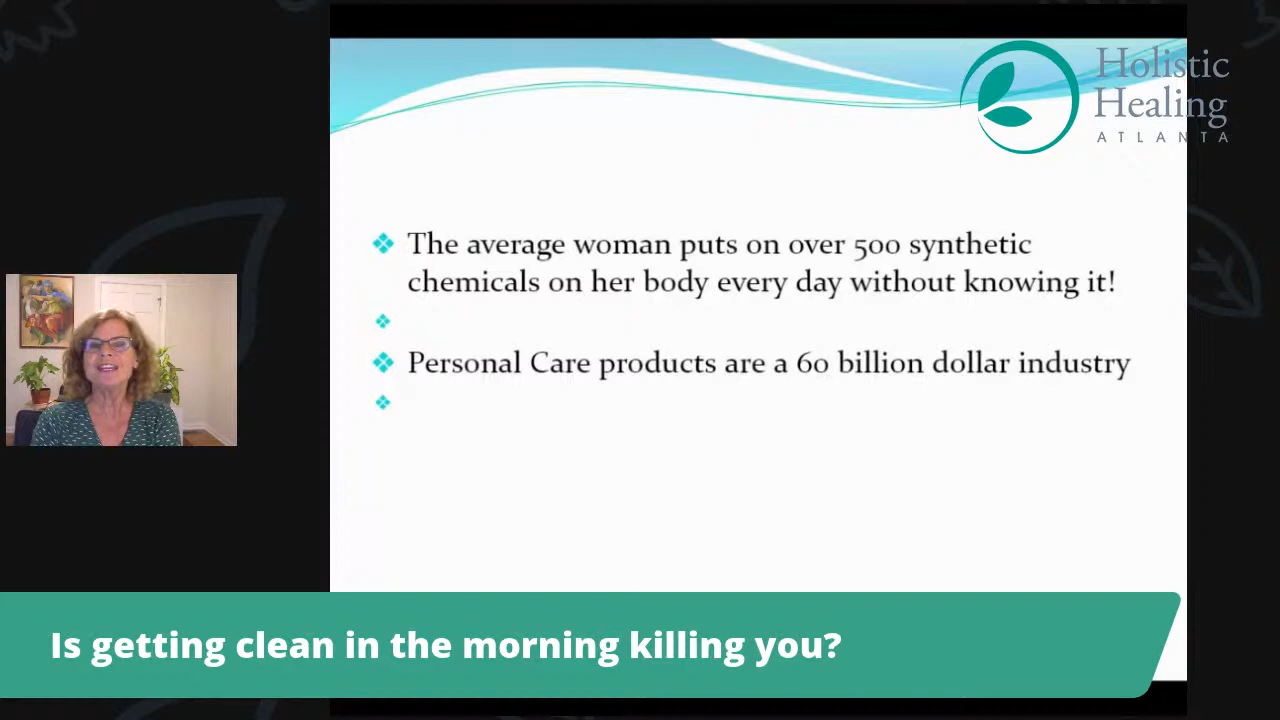 Holistic
Healing
ATLANTA
The average woman puts on over 500 synthetic
chemicals on her body every day without knowing it!
Personal Care products are a 60 billion dollar industry
Is getting clean in the morning killing you?